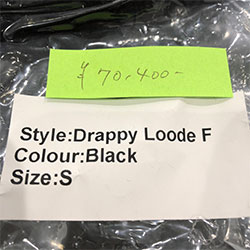 ¥70,400-
Style:Drappy Loode F
Colour:Black
Size:S